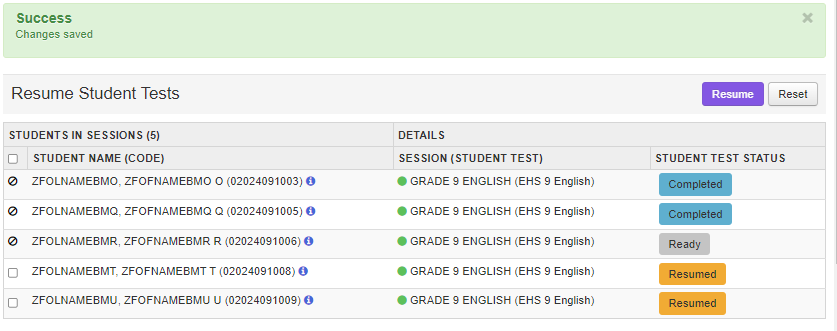 Success
Changes saved
Resume Student Tests
Resume Reset
STUDENTS IN SESSIONS (5) DETAILS
STUDENT NAME (CODE) SESSION (STUDENT TEST) STUDENT TEST STATUS
ZFOLNAMEBMO, ZFOFNAMEBMO O (02024091003) GRADE 9 ENGLISH (EHS 9 English) Completed
ZFOLNAMEBMQ, ZFOFNAMEBMQ Q (02024091005) GRADE 9 ENGLISH (EHS 9 English) Completed
ZFOLNAMEBMR, ZFOFNAMEBMR R (02024091006) GRADE 9 ENGLISH (EHS 9 English) Ready
ZFOLNAMEBMT, ZFOFNAMEBMT T (02024091008) GRADE 9 ENGLISH (EHS 9 English) Resumed
ZFOLNAMEBMU, ZFOFNAMEBMU U (02024091009) GRADE 9 ENGLISH (EHS 9 English) Resumed